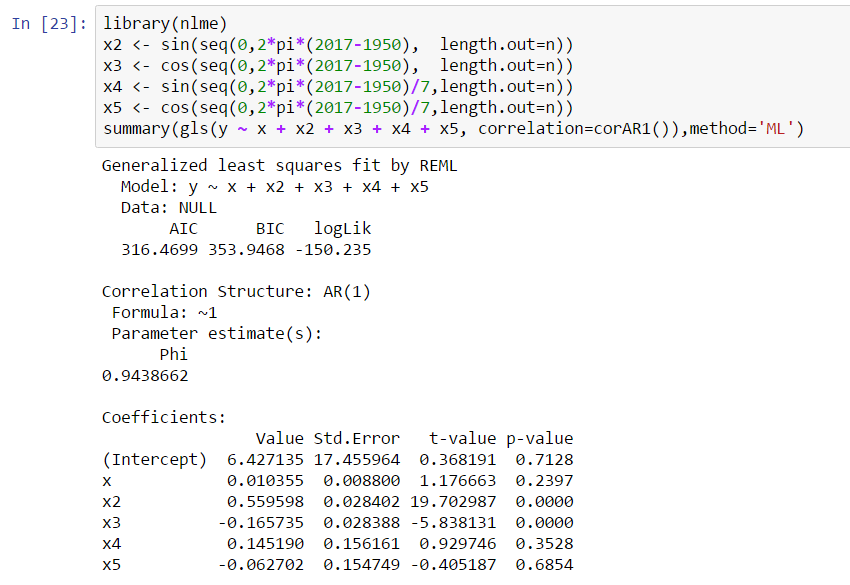 In [23]: library(nlme)
x2 <- sin(seq(0,2*pi*(2017-1950),  length.out=n))
x3 <- cos(seq(0,2*pi*(2017-1950),  length.out=n))
x4 <- sin(seq(0,2*pi*(2017-1950)/7,length.out=n))
x5 <- cos(seq(0,2*pi*(2017-1950)/7,length.out=n))
summary(gls(y ~ x + x2 + x3 + x4 + x5, correlation=corAR1()),method='ML')
Generalized least squares fit by REML
  Model: y ~ x + x2 + x3 + x4 + x5
  Data: NULL
       AIC      BIC   logLik
  316.4699 353.9468 -150.235
Correlation Structure: AR(1)
 Formula: ~1
 Parameter estimate(s):
      Phi
0.9438662
Coefficients:
                Value Std.Error   t-value p-value
(Intercept)  6.427135 17.455964  0.368191  0.7128
x            0.010355  0.008800  1.176663  0.2397
x2           0.559598  0.028402 19.702987  0.0000
x3          -0.165735  0.028388 -5.838131  0.0000
x4           0.145190  0.156161  0.929746  0.3528
x5          -0.062702  0.154749 -0.405187  0.6854